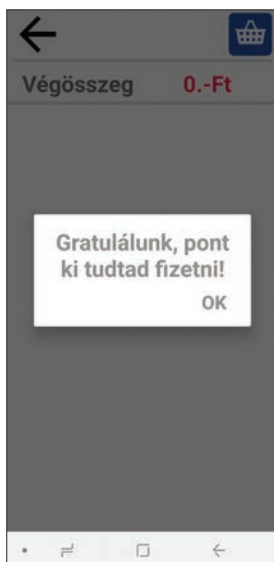 Végösszeg 0.-Ft
Gratulálunk, pont
ki tudtad fizetni!
OK